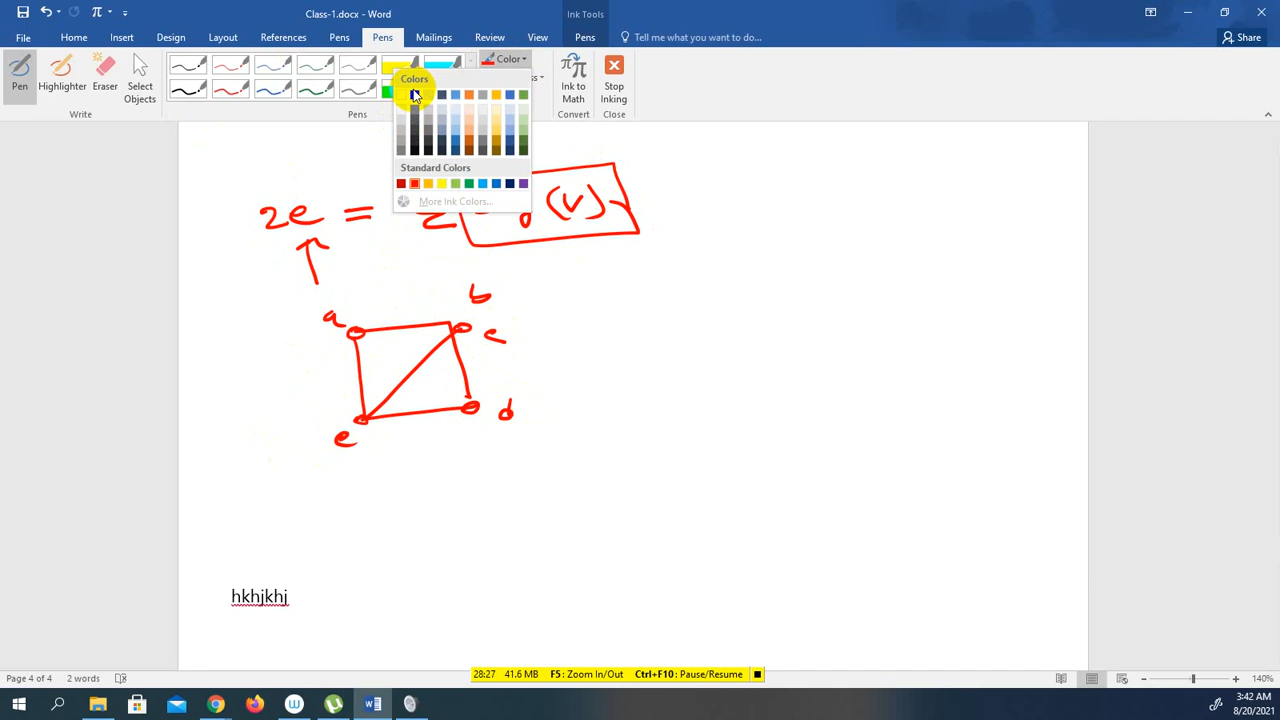 Class-1.docx - Word
Ink Tools
File
Home
Insert
Design
Layout
References
Pens
Pens
Mailings
Review
View
Pens
Tell me what you want to do...
Share
Pen
Highlighter
Eraser
Select Objects
Color
Ink to Math
Stop Inking
Write
Pens
Convert
Close
Colors
Standard Colors
More Ink Colors...
2e = (v)
a
b
c
d
e
hkhjkhj
28:27 41.6 MB F5: Zoom In/Out Ctrl+F10: Pause/Resume
Page 4 of 4 2 words
140%
3:42 AM
8/20/2021